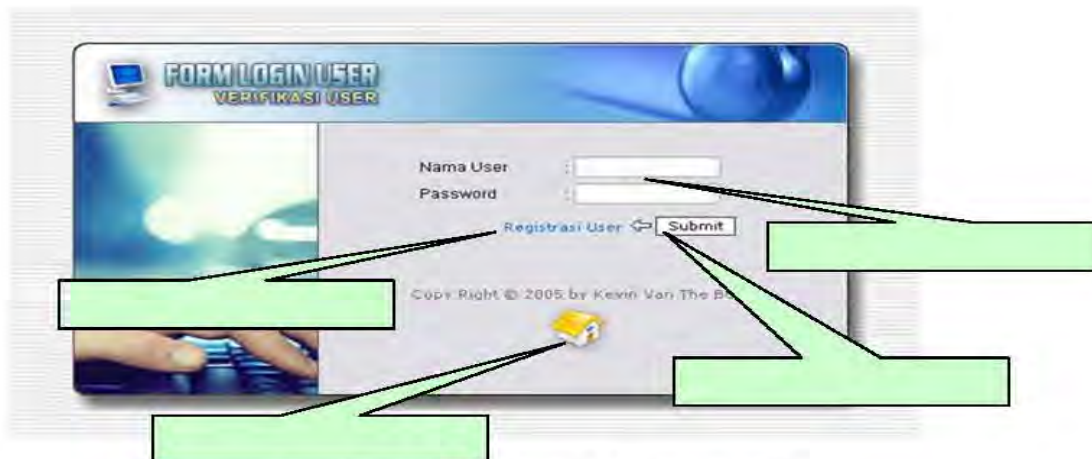 FORM LOGIN USER
VERIFIKASI USER
Nama User :
Password :
Registrasi User Submit
Copy Right © 2005 by Kevin Van The